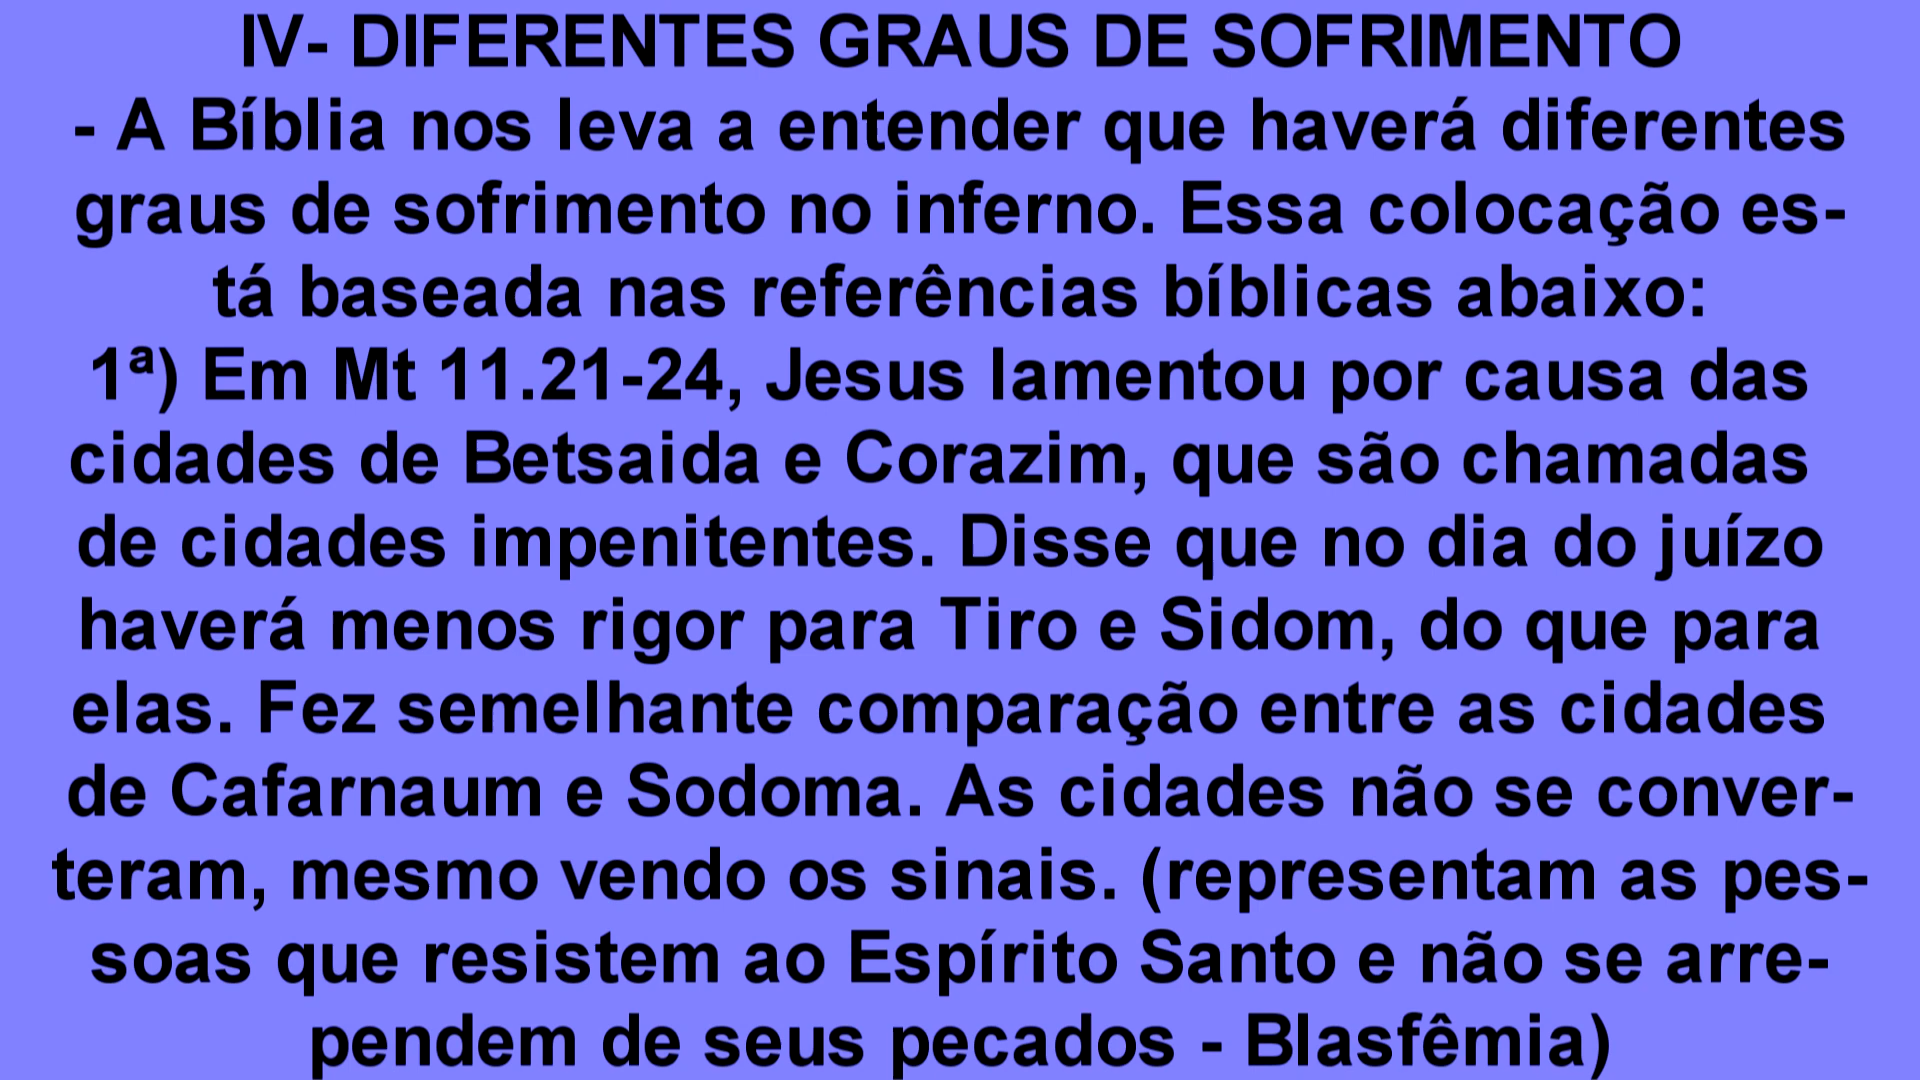 IV- DIFERENTES GRAUS DE SOFRIMENTO
- A Bíblia nos leva a entender que haverá diferentes
graus de sofrimento no inferno. Essa colocação es-
tá baseada nas referências bíblicas abaixo:
1ª) Em Mt 11.21-24, Jesus lamentou por causa das
cidades de Betsaida e Corazim, que são chamadas
de cidades impenitentes. Disse que no dia do juízo
haverá menos rigor para Tiro e Sidom, do que para
elas. Fez semelhante comparação entre as cidades
de Cafarnaum e Sodoma. As cidades não se conver-
teram, mesmo vendo os sinais. (representam as pes-
soas que resistem ao Espírito Santo e não se arre-
pendem de seus pecados - Blasfêmia)